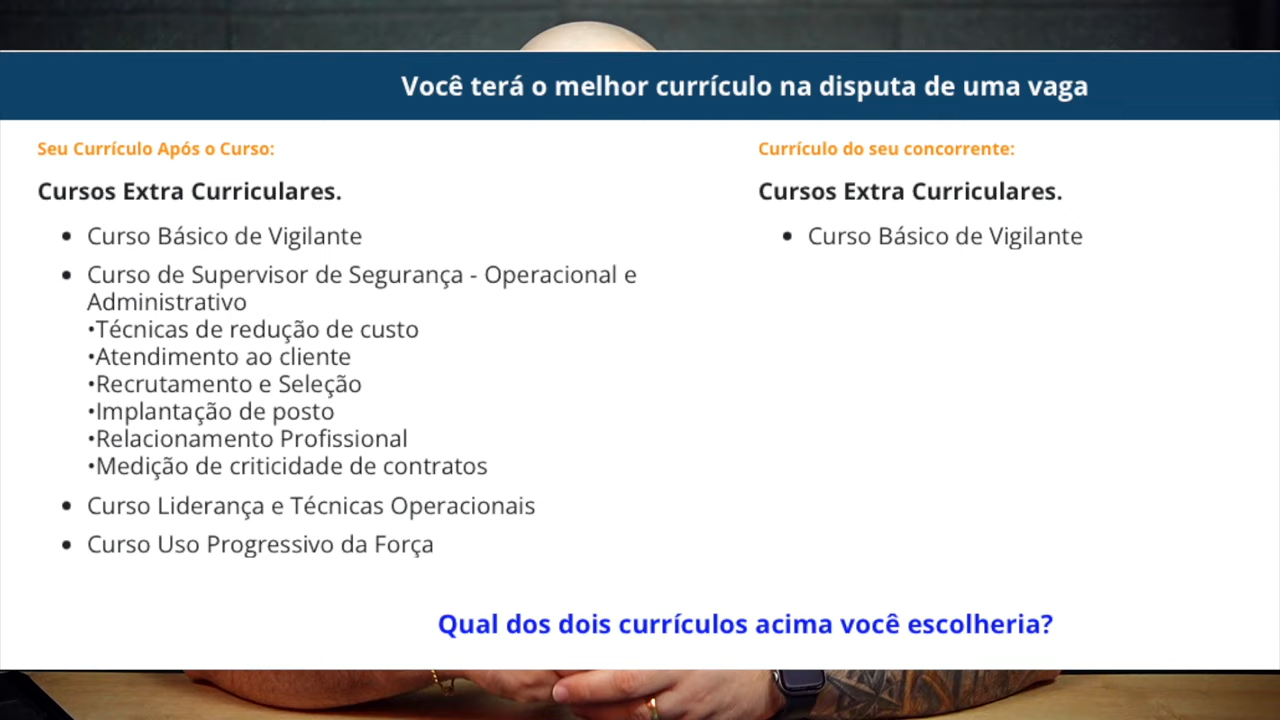 Você terá o melhor currículo na disputa de uma vaga
Seu Currículo Após o Curso:
Cursos Extra Curriculares.
• Curso Básico de Vigilante
• Curso de Supervisor de Segurança - Operacional e
Administrativo
•Técnicas de redução de custo
•Atendimento ao cliente
•Recrutamento e Seleção
•Implantação de posto
•Relacionamento Profissional
•Medição de criticidade de contratos
• Curso Liderança e Técnicas Operacionais
• Curso Uso Progressivo da Força
Currículo do seu concorrente:
Cursos Extra Curriculares.
• Curso Básico de Vigilante
Qual dos dois currículos acima você escolheria?